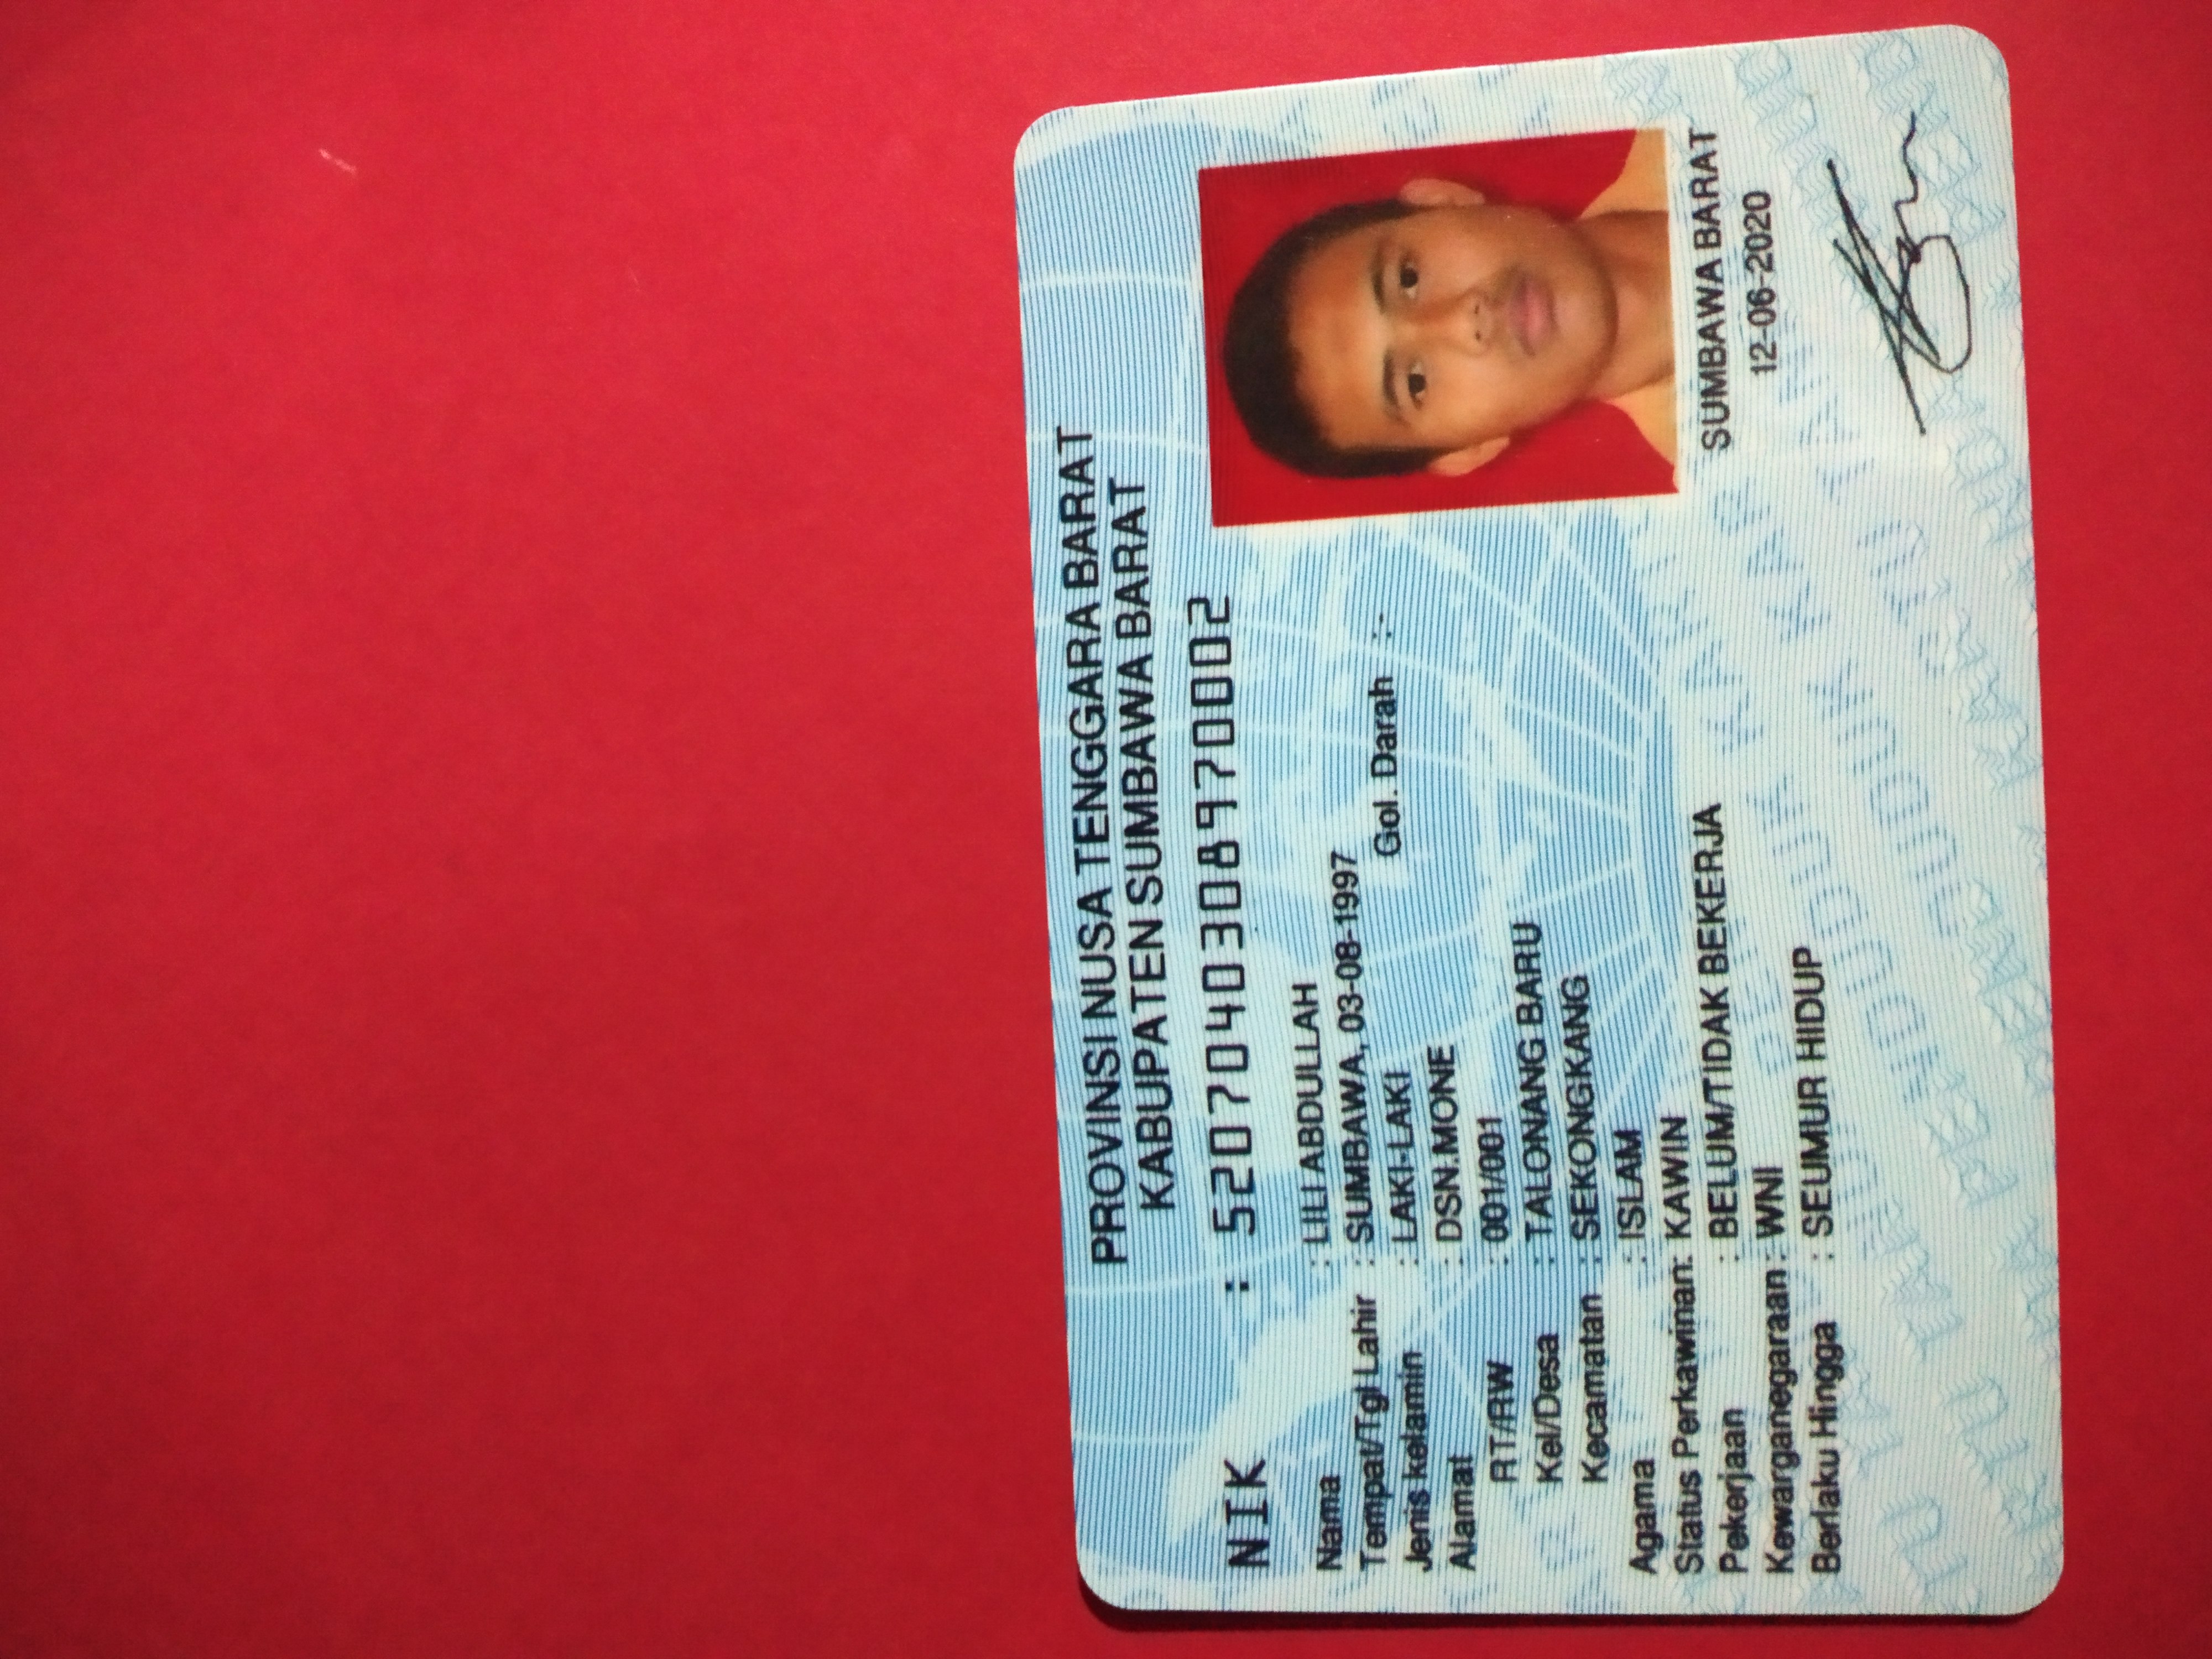 PROVINSI NUSA TENGGARA BARAT
KABUPATEN SUMBAWA BARAT
NIK : 5207040308970002
Nama : LILI ABDULLAH
Tempat/Tgl Lahir : SUMBAWA, 03-08-1997
Jenis kelamin : LAKI-LAKI Gol. Darah :-
Alamat : DSN.MONE
RT/RW : 001/001
Kel/Desa : TALONANG BARU
Kecamatan : SEKONGKANG
Agama : ISLAM
Status Perkawinan: KAWIN
Pekerjaan : BELUM/TIDAK BEKERJA
Kewarganegaraan : WNI
Berlaku Hingga : SEUMUR HIDUP
SUMBAWA BARAT
12-06-2020